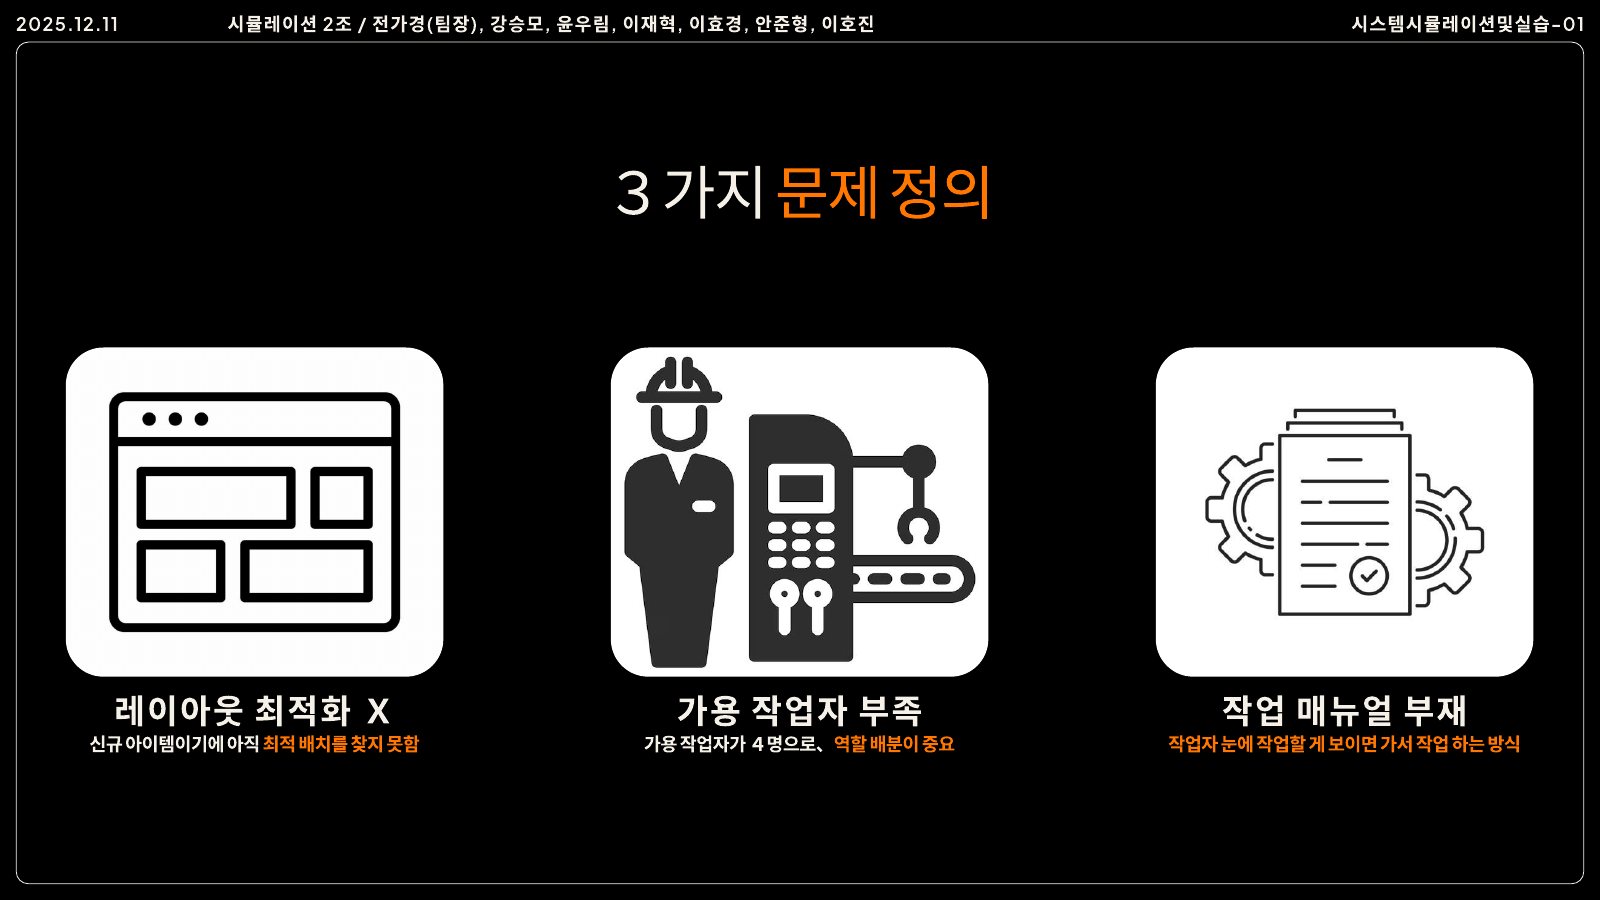 2025.12.11
시뮬레이션 2조 / 전가경(팀장), 강승모, 윤우림, 이재혁, 이효경, 안준형, 이호진
시스템시뮬레이션및실습-01
3 가지 문제 정의
레이아웃 최적화 X
신규 아이템이기에 아직 최적 배치를 찾지 못함
가용 작업자 부족
가용 작업자가 4명으로、역할 배분이 중요
작업 매뉴얼 부재
작업자 눈에 작업할 게 보이면 가서 작업 하는 방식